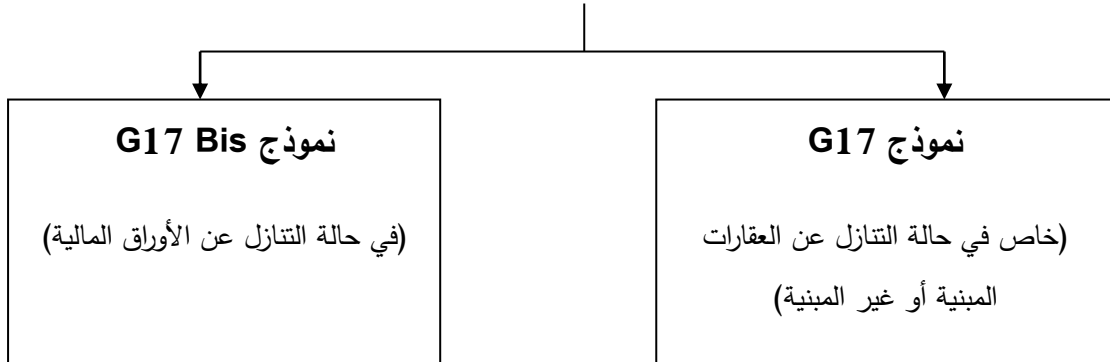 نموذج G17
(خاص في حالة التنازل عن العقارات
المبنية أو غير المبنية)
نموذج G17 Bis
(في حالة التنازل عن الأوراق المالية)